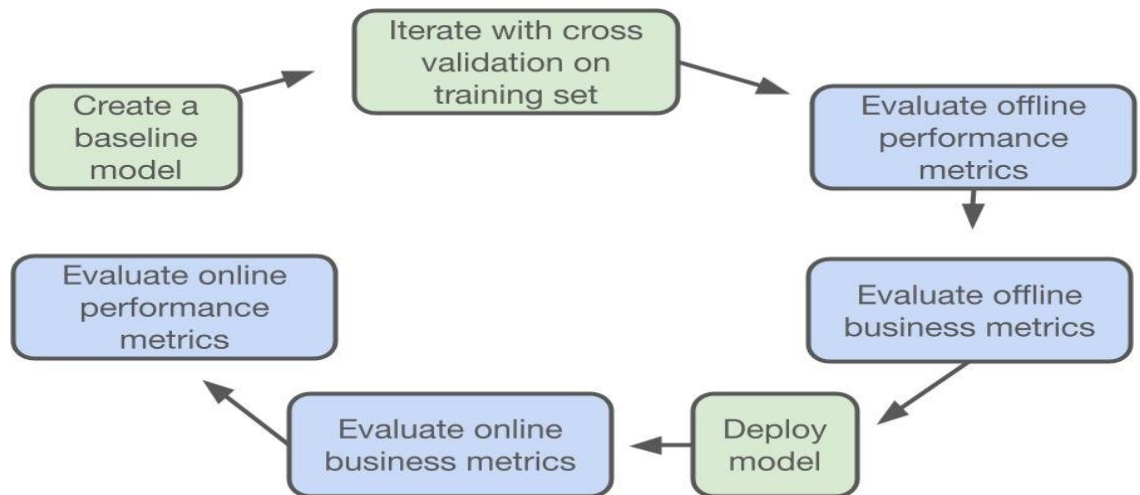 Iterate with cross
validation on
training set
Create a
baseline
model
Evaluate offline
performance
metrics
Evaluate offline
business metrics
Deploy
model
Evaluate online
business metrics
Evaluate online
performance
metrics